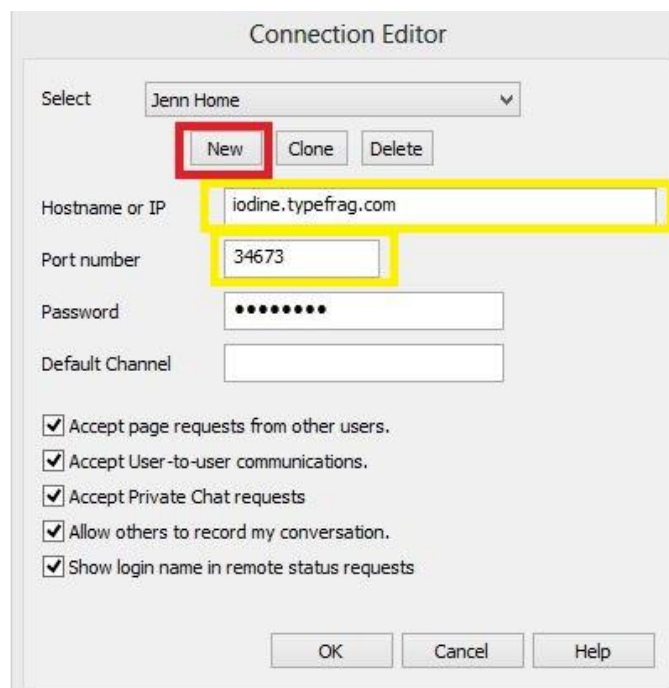 Connection Editor
Select Jenn Home
New Clone Delete
Hostname or IP iodine.typefrag.com
Port number 34673
Password ••••••••
Default Channel
Accept page requests from other users.
Accept User-to-user communications.
Accept Private Chat requests
Allow others to record my conversation.
Show login name in remote status requests
OK Cancel Help